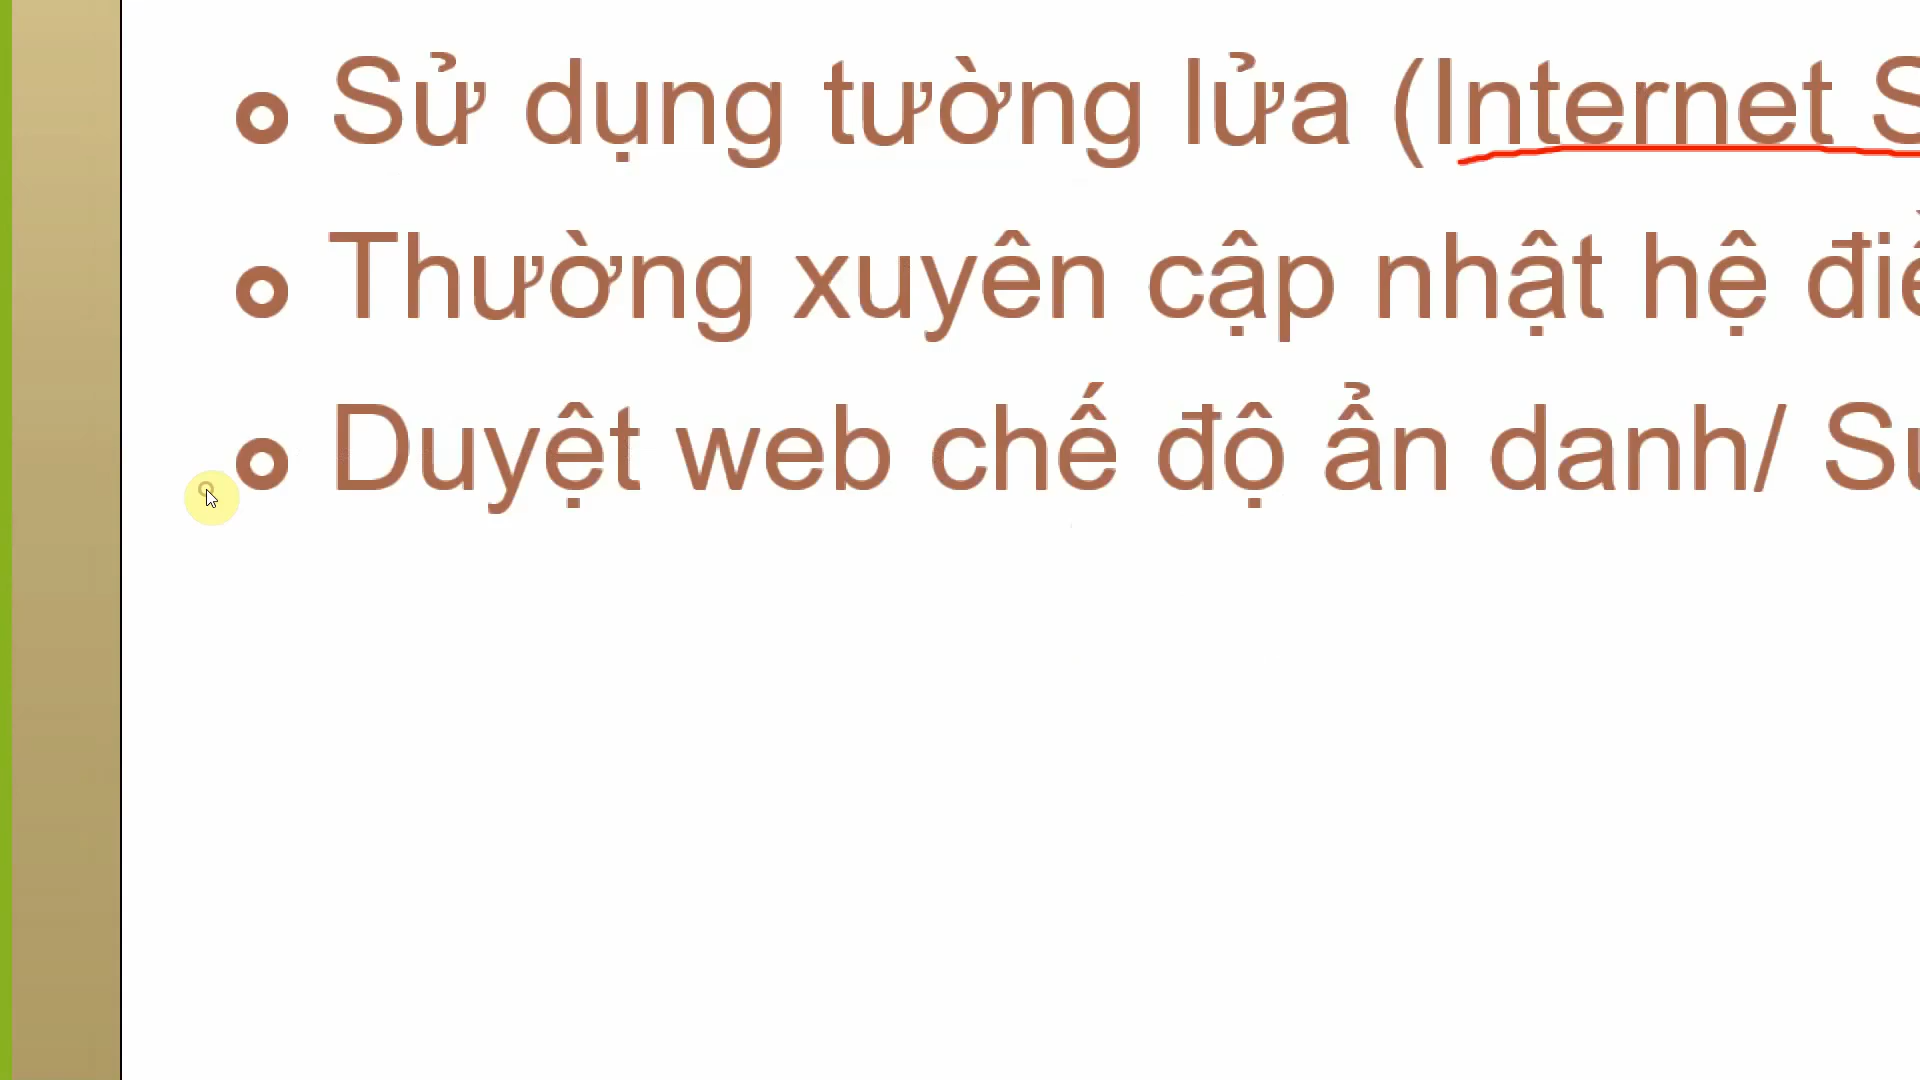 Sử dụng tường lửa (Internet
Thường xuyên cập nhật hệ
Duyệt web chế độ ẩn danh/